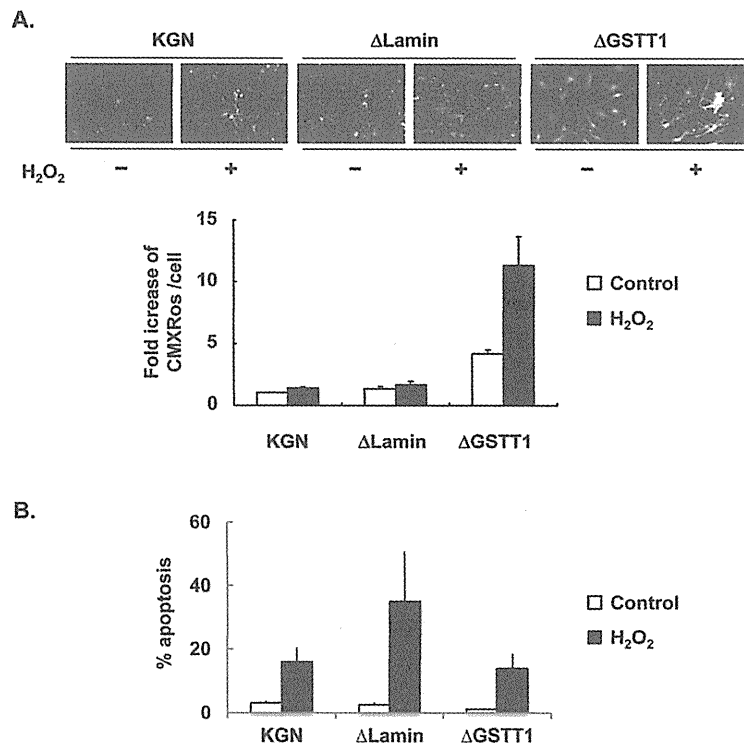 A.
KGN ΔLamin ΔGSTT1
H₂O₂ − + − + − +
Fold icrease of
CMXRos /cell
15
10
5
0
KGN ΔLamin ΔGSTT1
Control
H₂O₂
B.
% apoptosis
60
40
20
0
KGN ΔLamin ΔGSTT1
Control
H₂O₂